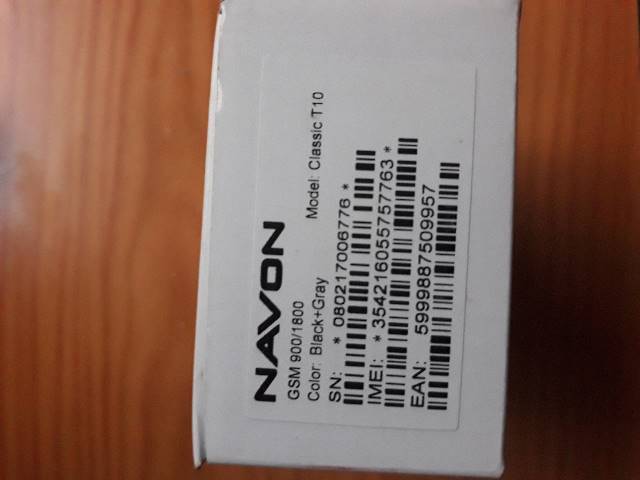 NAVON
GSM 900/1800
Color: Black+Gray Model: Classic T10
SN: * 080217006776 *
IMEI: * 354216055757763 *
EAN: 5999887509957